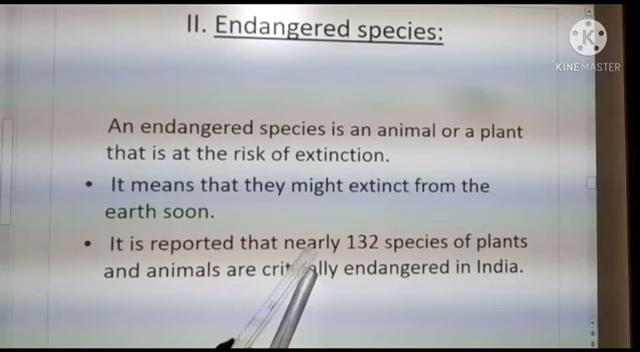 II. Endangered species:
K
KINEMASTER
An endangered species is an animal or a plant
that is at the risk of extinction.
• It means that they might extinct from the
earth soon.
• It is reported that nearly 132 species of plants
and animals are critically endangered in India.